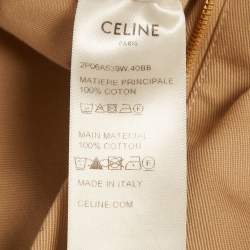 CELINE
PARIS
2P06A539W.40BB
MATIERE PRINCIPALE
100% COTON
MAIN MATERIAL
100% COTTON
MADE IN ITALY
CELINE.COM